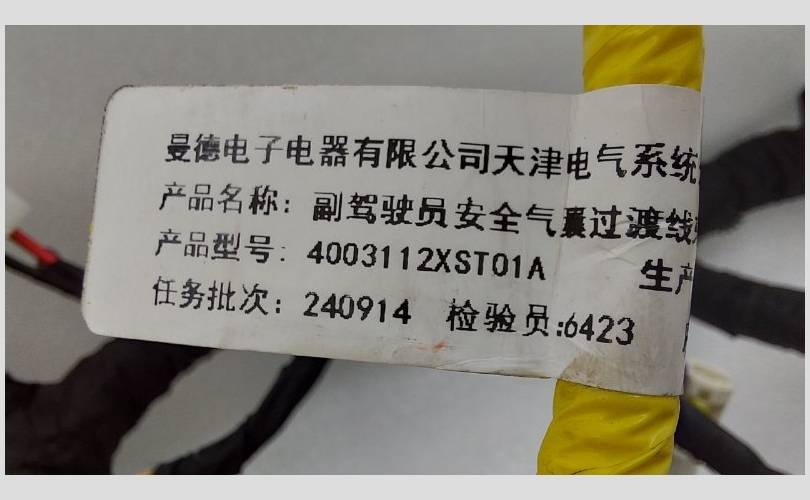 曼德电子电器有限公司天津电气系统
产品名称：副驾驶员安全气囊过渡线
产品型号：4003112XST01A 生产
任务批次：240914 检验员:6423